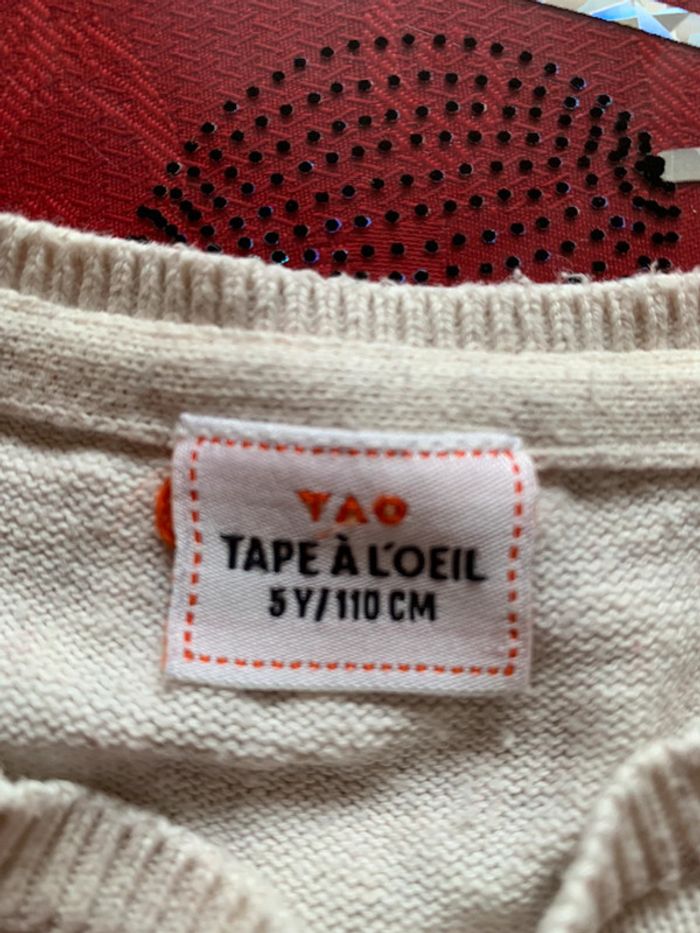 TAO
TAPE À L'OEIL
5 Y/110 CM